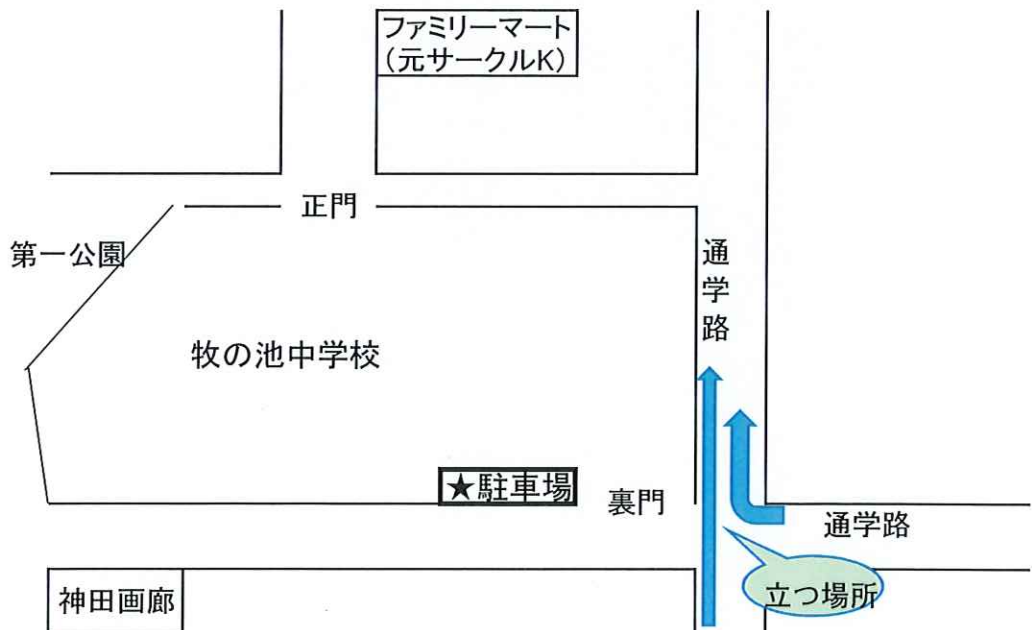 ファミリーマート
(元サークルK)
正門
第一公園
通学路
牧の池中学校
★駐車場
裏門
通学路
立つ場所
神田画廊